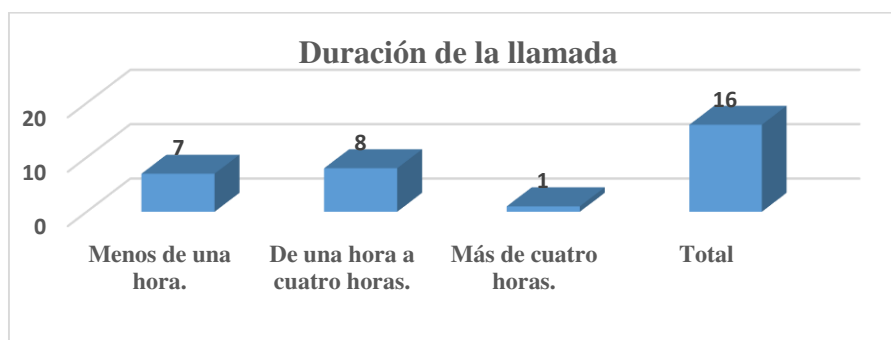 Duración de la llamada
20
10
0
7
8
1
16
Menos de una
hora.
De una hora a
cuatro horas.
Más de cuatro
horas.
Total